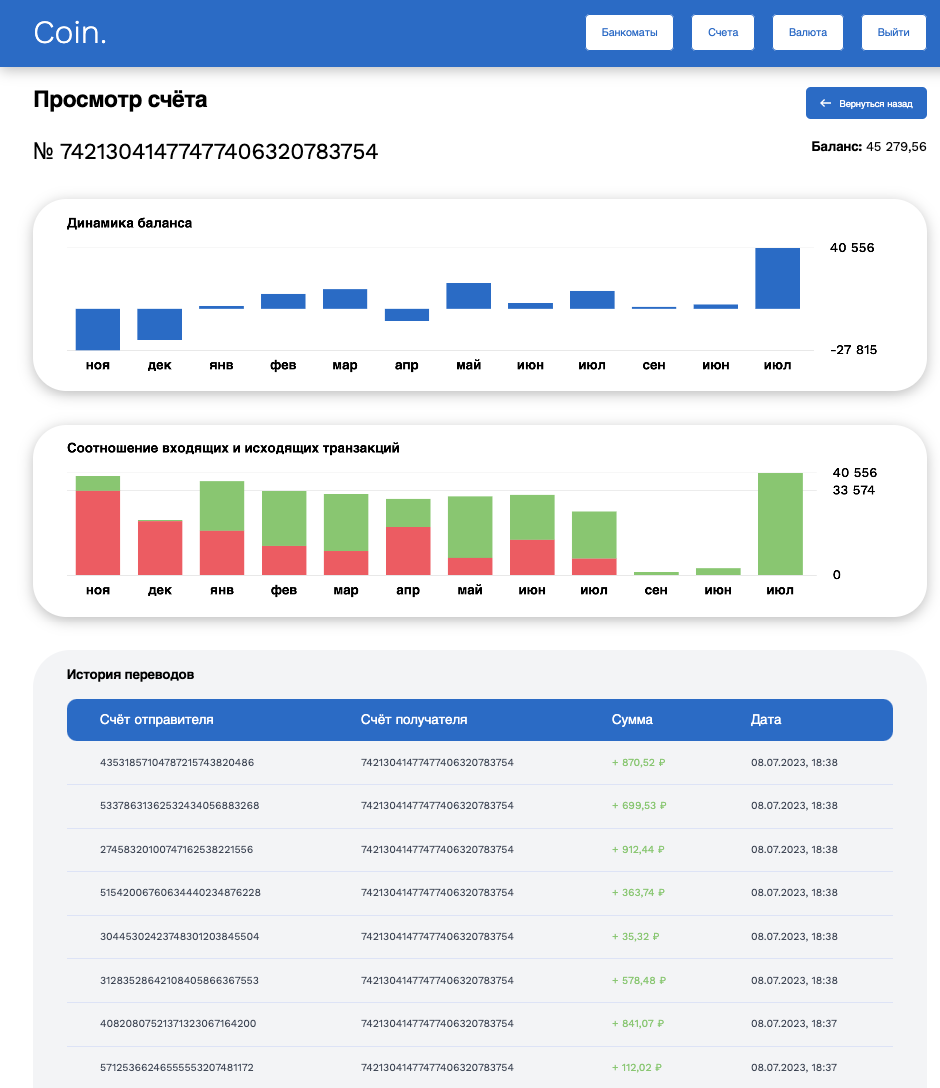 Coin.
Банкоматы Счета Валюта Выйти
Просмотр счёта
Вернуться назад
№ 74213041477477406320783754
Баланс: 45 279,56
Динамика баланса
40 556
-27 815
ноя дек янв фев мар апр май июн июл сен июн июл
Соотношение входящих и исходящих транзакций
40 556
33 574
0
ноя дек янв фев мар апр май июн июл сен июн июл
История переводов
Счёт отправителя Счёт получателя Сумма Дата
43531857104787215743820486 74213041477477406320783754 + 870,52 ₽ 08.07.2023, 18:38
53378631362532434056883268 74213041477477406320783754 + 699,53 ₽ 08.07.2023, 18:38
27458320100747162538221556 74213041477477406320783754 + 912,44 ₽ 08.07.2023, 18:38
51542006760634440234876228 74213041477477406320783754 + 363,74 ₽ 08.07.2023, 18:38
30445302423748301203845504 74213041477477406320783754 + 35,32 ₽ 08.07.2023, 18:38
31283528642108405866367553 74213041477477406320783754 + 578,48 ₽ 08.07.2023, 18:38
40820807521371323067164200 74213041477477406320783754 + 841,07 ₽ 08.07.2023, 18:37
57125366246555553207481172 74213041477477406320783754 + 112,02 ₽ 08.07.2023, 18:37